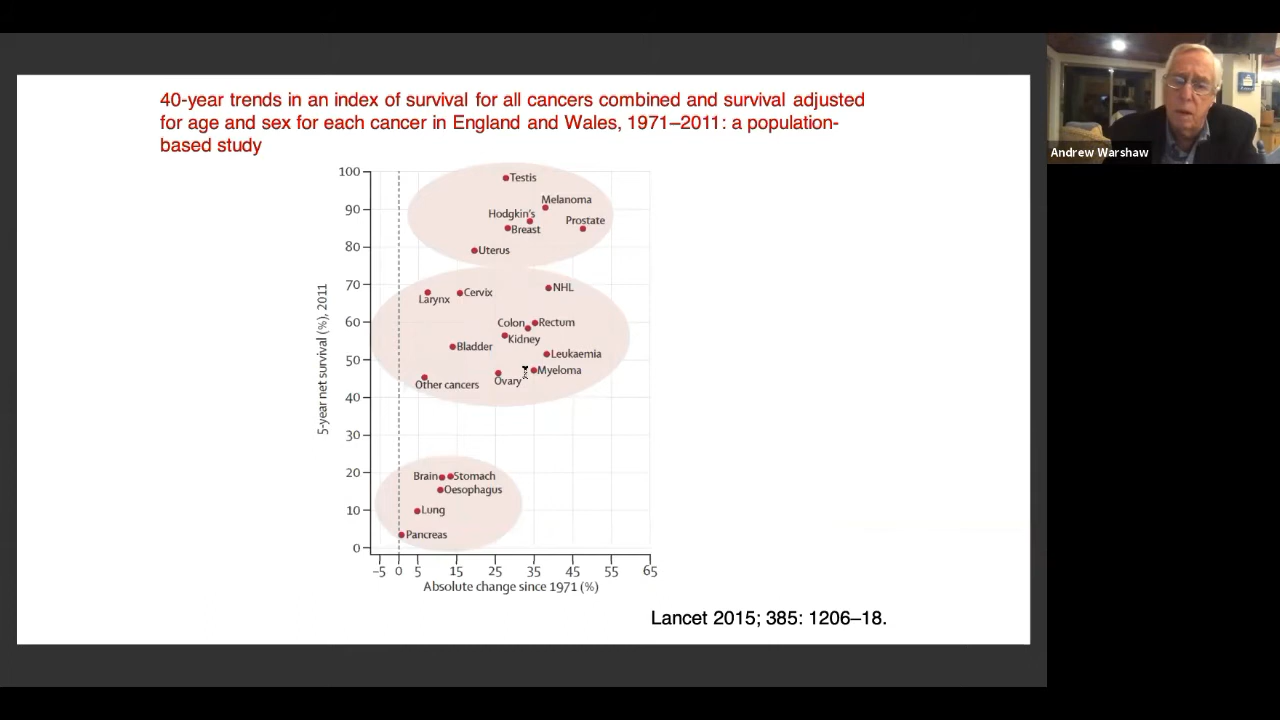 40-year trends in an index of survival for all cancers combined and survival adjusted
for age and sex for each cancer in England and Wales, 1971–2011: a population-
based study
Andrew Warshaw
100
90
80
70
60
50
40
30
20
10
0
5-year net survival (%), 2011
Testis
Melanoma
Hodgkin's
Prostate
Breast
Uterus
NHL
Larynx
Cervix
Colon
Rectum
Kidney
Bladder
Leukaemia
Myeloma
Other cancers
Ovary
Brain
Stomach
Oesophagus
Lung
Pancreas
–5 0 5 15 25 35 45 55 65
Absolute change since 1971 (%)
Lancet 2015; 385: 1206–18.